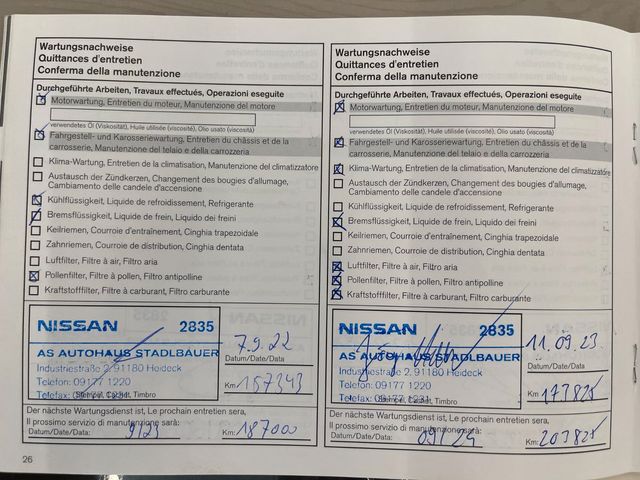 Wartungsnachweise
Quittances d'entretien
Conferma della manutenzione
Durchgeführte Arbeiten, Travaux effectués, Operazioni eseguite
Motorwartung, Entretien du moteur, Manutenzione del motore
verwendetes Öl (Viskosität), Huile utilisée (viscosité), Olio usato (viscosità)
Fahrgestell- und Karosseriewartung, Entretien du châssis et de la
carrosserie, Manutenzione del telaio e della carrozzeria
Klima-Wartung, Entretien de la climatisation, Manutenzione del climatizzatore
Austausch der Zündkerzen, Changement des bougies d'allumage,
Cambiamento delle candele d'accensione
Kühlflüssigkeit, Liquide de refroidissement, Refrigerante
Bremsflüssigkeit, Liquide de frein, Liquido dei freini
Keilriemen, Courroie d'entraînement, Cinghia trapezoidale
Zahnriemen, Courroie de distribution, Cinghia dentata
Luftfilter, Filtre à air, Filtro aria
Pollenfilter, Filtre à pollen, Filtro antipolline
Kraftstofffilter, Filtre à carburant, Filtro carburante
NISSAN 2835
AS AUTOHAUS STADLBAUER
Industriestraße 2, 91180 Heideck
Telefon: 09177 1220
Telefax: 09177 1231
Stempel, Cachet, Timbro
7.9.22
Datum/Date/Data
Km 157343
Der nächste Wartungsdienst ist, Le prochain entretien sera,
Il prossimo servizio di manutenzione sarà:
Datum/Date/Data: 9/23 Km: 187000
26
Wartungsnachweise
Quittances d'entretien
Conferma della manutenzione
Durchgeführte Arbeiten, Travaux effectués, Operazioni eseguite
Motorwartung, Entretien du moteur, Manutenzione del motore
verwendetes Öl (Viskosität), Huile utilisée (viscosité), Olio usato (viscosità)
Fahrgestell- und Karosseriewartung, Entretien du châssis et de la
carrosserie, Manutenzione del telaio e della carrozzeria
Klima-Wartung, Entretien de la climatisation, Manutenzione del climatizzatore
Austausch der Zündkerzen, Changement des bougies d'allumage,
Cambiamento delle candele d'accensione
Kühlflüssigkeit, Liquide de refroidissement, Refrigerante
Bremsflüssigkeit, Liquide de frein, Liquido dei freini
Keilriemen, Courroie d'entraînement, Cinghia trapezoidale
Zahnriemen, Courroie de distribution, Cinghia dentata
Luftfilter, Filtre à air, Filtro aria
Pollenfilter, Filtre à pollen, Filtro antipolline
Kraftstofffilter, Filtre à carburant, Filtro carburante
NISSAN 2835
AS AUTOHAUS STADLBAUER
Industriestraße 2, 91180 Heideck
Telefon: 09177 1220
Telefax: 09177 1231
Stempel, Cachet, Timbro
11.09.23
Datum/Date/Data
Km 173825
Der nächste Wartungsdienst ist, Le prochain entretien sera,
Il prossimo servizio di manutenzione sarà:
Datum/Date/Data: 09/24 Km: 203825